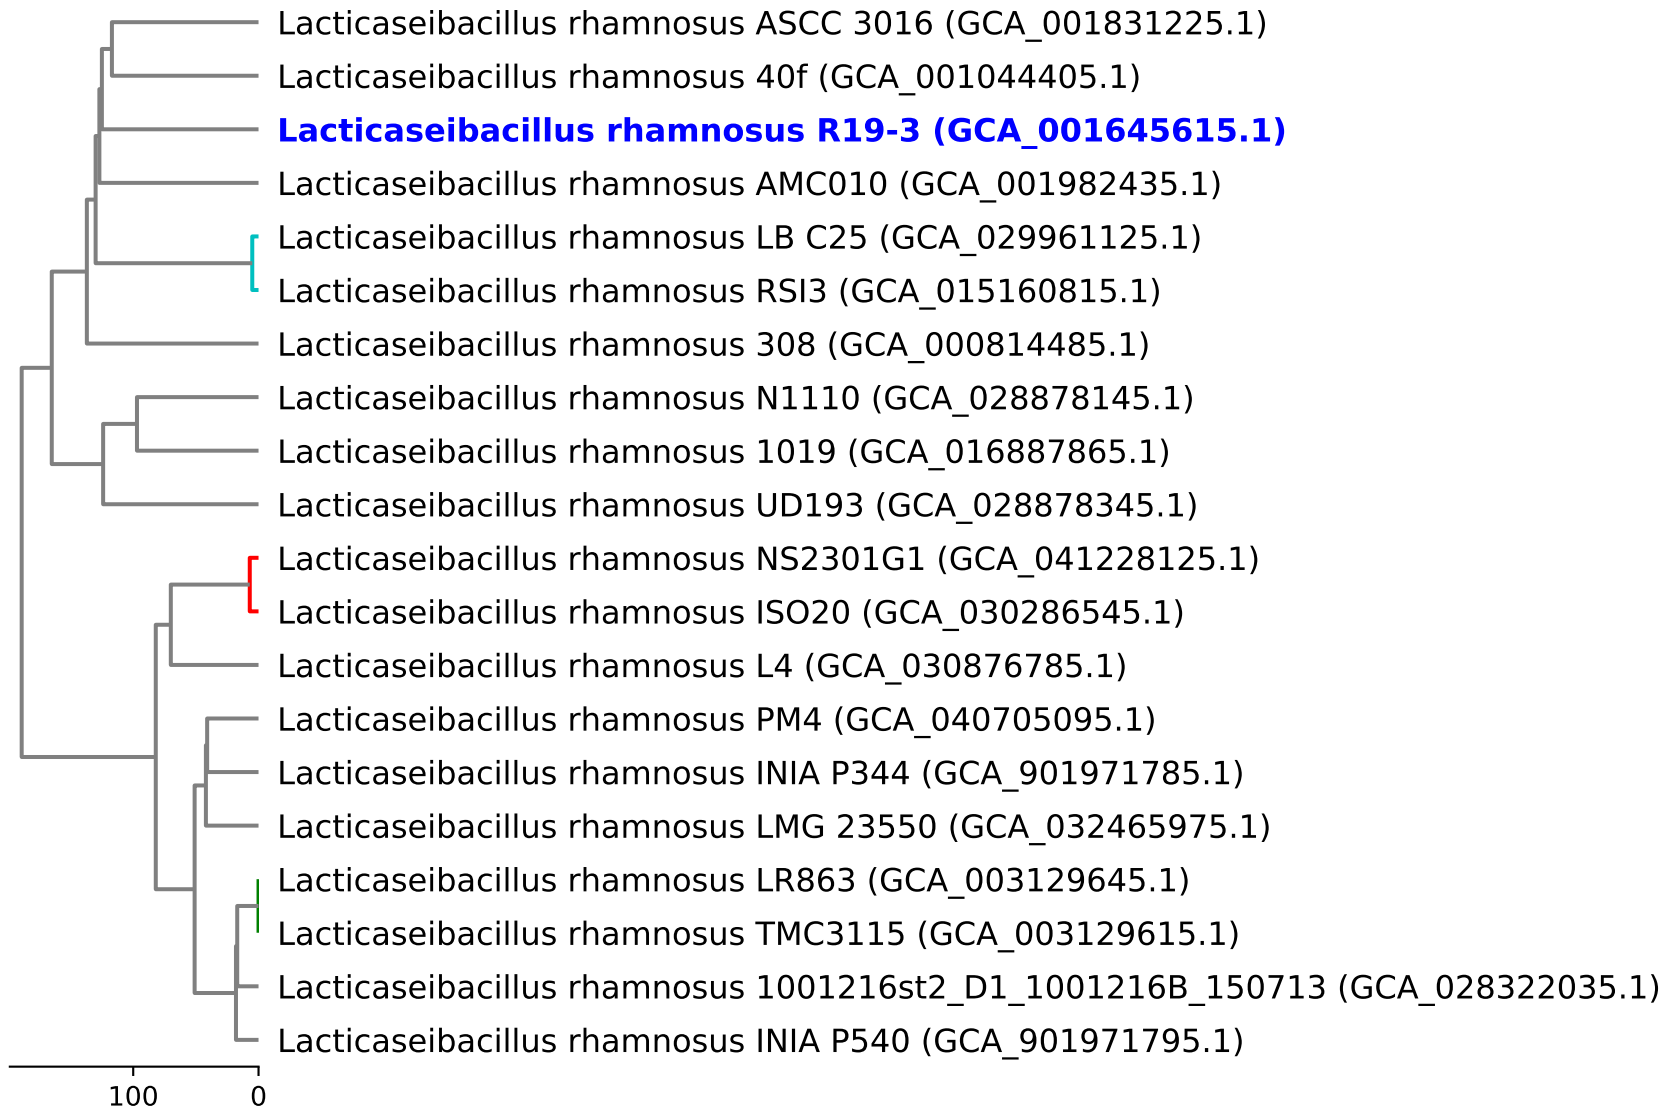 Lacticaseibacillus rhamnosus ASCC 3016 (GCA_001831225.1)
Lacticaseibacillus rhamnosus 40f (GCA_001044405.1)
Lacticaseibacillus rhamnosus R19-3 (GCA_001645615.1)
Lacticaseibacillus rhamnosus AMC010 (GCA_001982435.1)
Lacticaseibacillus rhamnosus LB C25 (GCA_029961125.1)
Lacticaseibacillus rhamnosus RSI3 (GCA_015160815.1)
Lacticaseibacillus rhamnosus 308 (GCA_000814485.1)
Lacticaseibacillus rhamnosus N1110 (GCA_028878145.1)
Lacticaseibacillus rhamnosus 1019 (GCA_016887865.1)
Lacticaseibacillus rhamnosus UD193 (GCA_028878345.1)
Lacticaseibacillus rhamnosus NS2301G1 (GCA_041228125.1)
Lacticaseibacillus rhamnosus ISO20 (GCA_030286545.1)
Lacticaseibacillus rhamnosus L4 (GCA_030876785.1)
Lacticaseibacillus rhamnosus PM4 (GCA_040705095.1)
Lacticaseibacillus rhamnosus INIA P344 (GCA_901971785.1)
Lacticaseibacillus rhamnosus LMG 23550 (GCA_032465975.1)
Lacticaseibacillus rhamnosus LR863 (GCA_003129645.1)
Lacticaseibacillus rhamnosus TMC3115 (GCA_003129615.1)
Lacticaseibacillus rhamnosus 1001216st2_D1_1001216B_150713 (GCA_028322035.1)
Lacticaseibacillus rhamnosus INIA P540 (GCA_901971795.1)
100 0